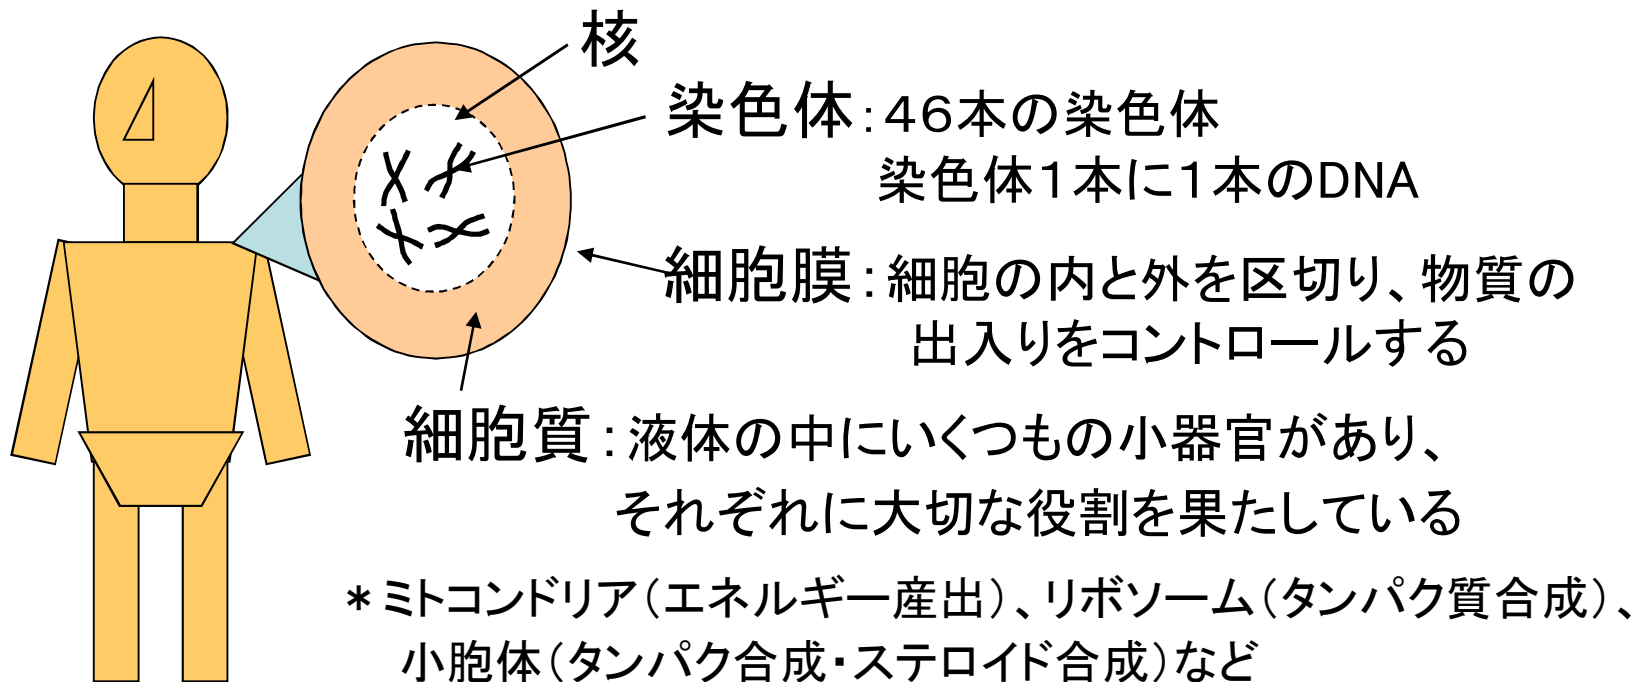 核
染色体：４６本の染色体
染色体１本に１本のDNA
細胞膜：細胞の内と外を区切り、物質の
出入りをコントロールする
細胞質：液体の中にいくつもの小器官があり、
それぞれに大切な役割を果たしている
＊ミトコンドリア（エネルギー産出）、リボソーム（タンパク質合成）、
小胞体（タンパク合成・ステロイド合成）など